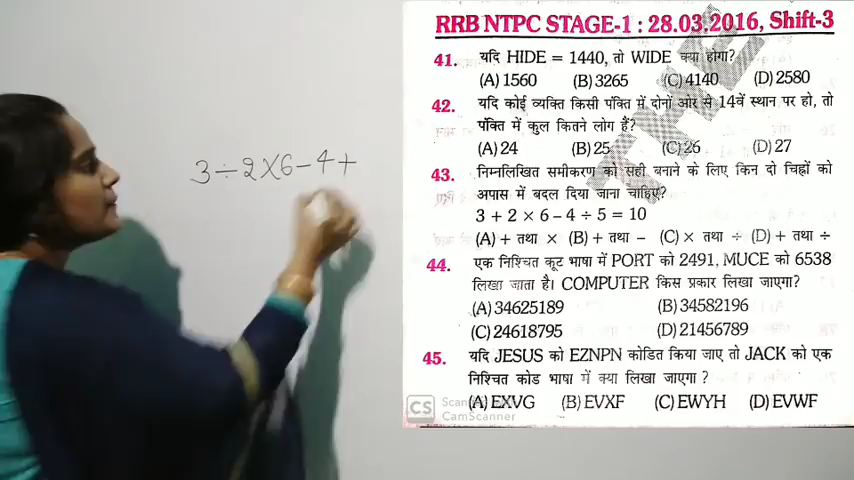 3÷2×6-4+
RRB NTPC STAGE-1 : 28.03.2016, Shift-3
41. यदि HIDE = 1440, तो WIDE क्या होगा?
(A) 1560 (B) 3265 (C) 4140 (D) 2580
42. यदि कोई व्यक्ति किसी पंक्ति में दोनों ओर से 14वें स्थान पर हो, तो
पंक्ति में कुल कितने लोग हैं?
(A) 24 (B) 25 (C) 26 (D) 27
43. निम्नलिखित समीकरण को सही बनाने के लिए किन दो चिह्नों को
अपास में बदल दिया जाना चाहिए?
3 + 2 × 6 – 4 ÷ 5 = 10
(A) + तथा × (B) + तथा – (C) × तथा ÷ (D) + तथा ÷
44. एक निश्चित कूट भाषा में PORT को 2491, MUCE को 6538
लिखा जाता है। COMPUTER किस प्रकार लिखा जाएगा?
(A) 34625189 (B) 34582196
(C) 24618795 (D) 21456789
45. यदि JESUS को EZNPN कोडित किया जाए तो JACK को एक
निश्चित कोड भाषा में क्या लिखा जाएगा ?
(A) EXVG (B) EVXF (C) EWYH (D) EVWF
THE
CS CamScanner